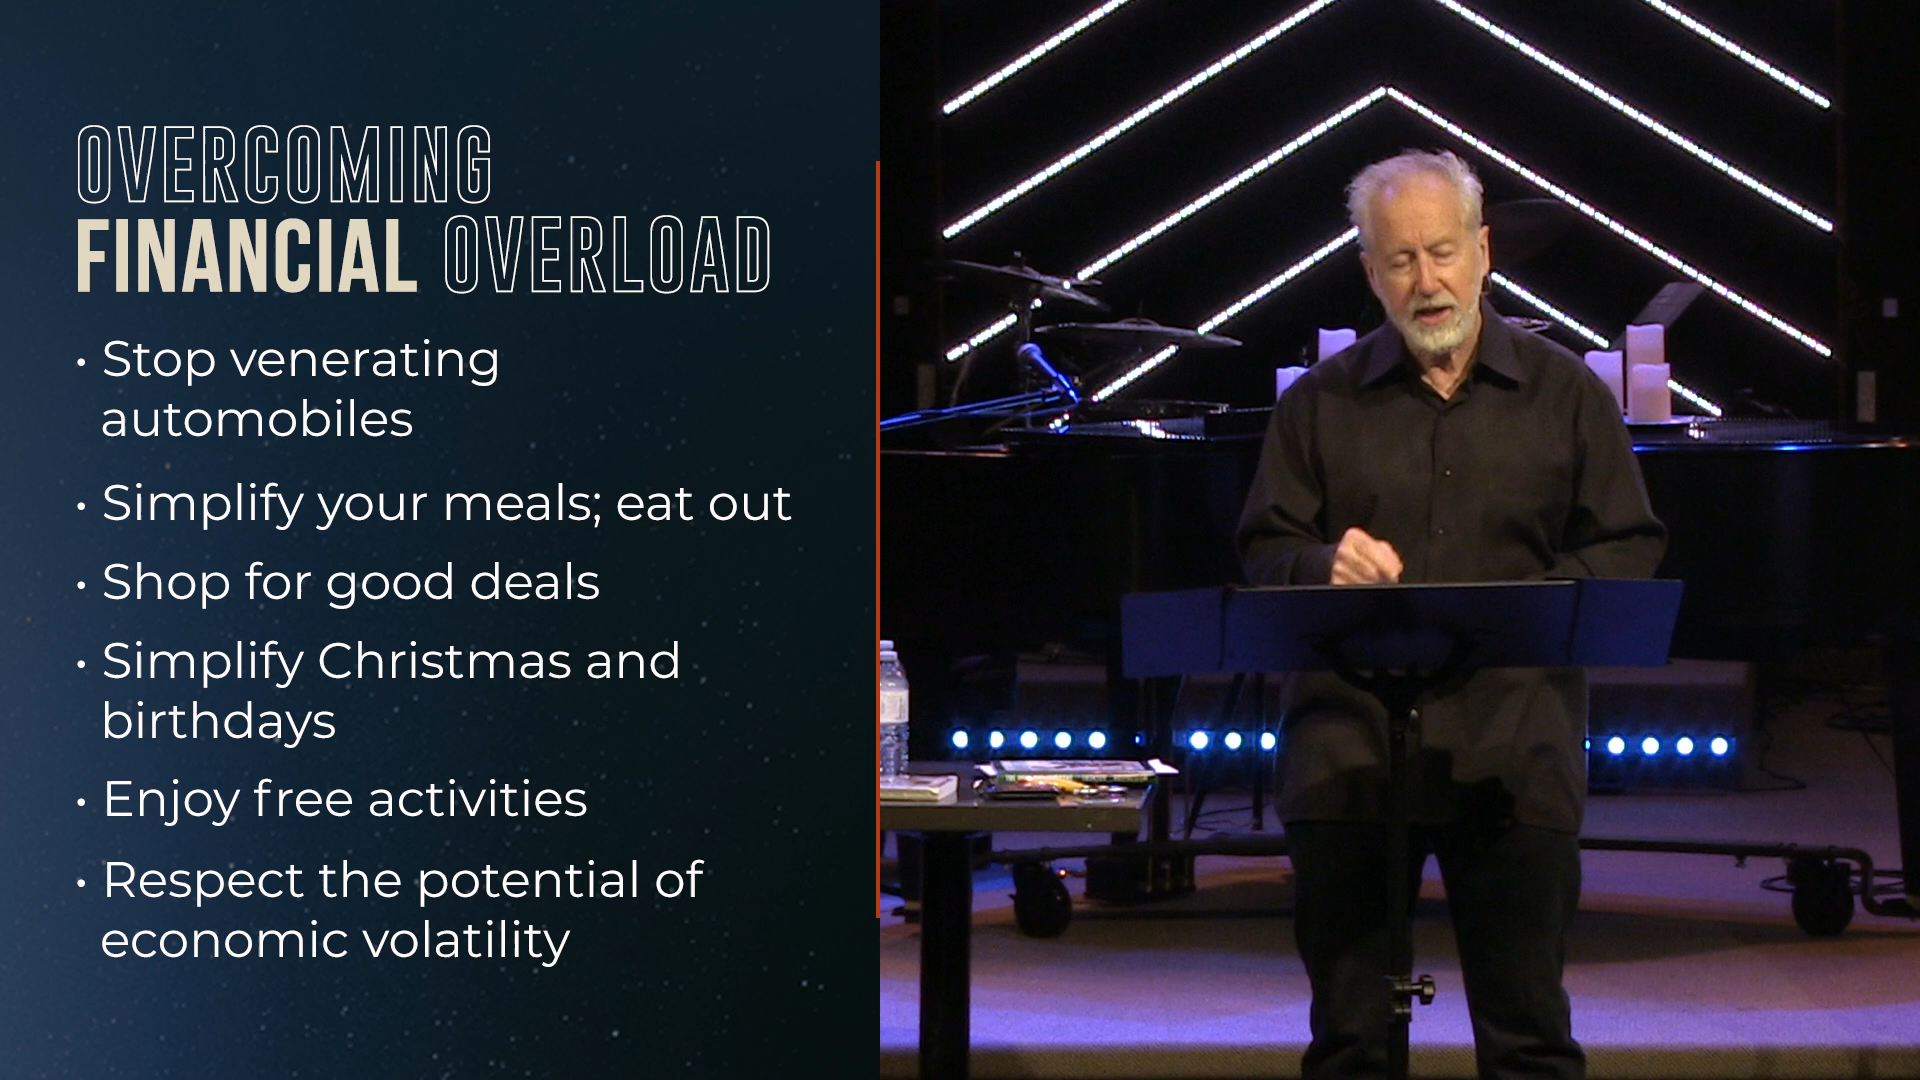 OVERCOMING
FINANCIAL OVERLOAD
• Stop venerating
automobiles
• Simplify your meals; eat out
• Shop for good deals
• Simplify Christmas and
birthdays
• Enjoy free activities
• Respect the potential of
economic volatility